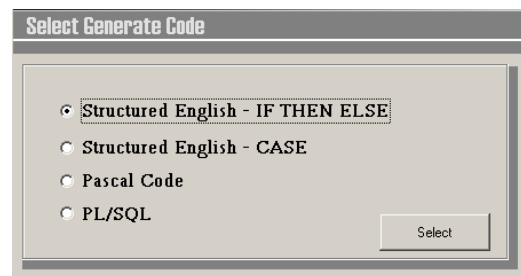 Select Generate Code
Structured English - IF THEN ELSE
Structured English - CASE
Pascal Code
PL/SQL
Select